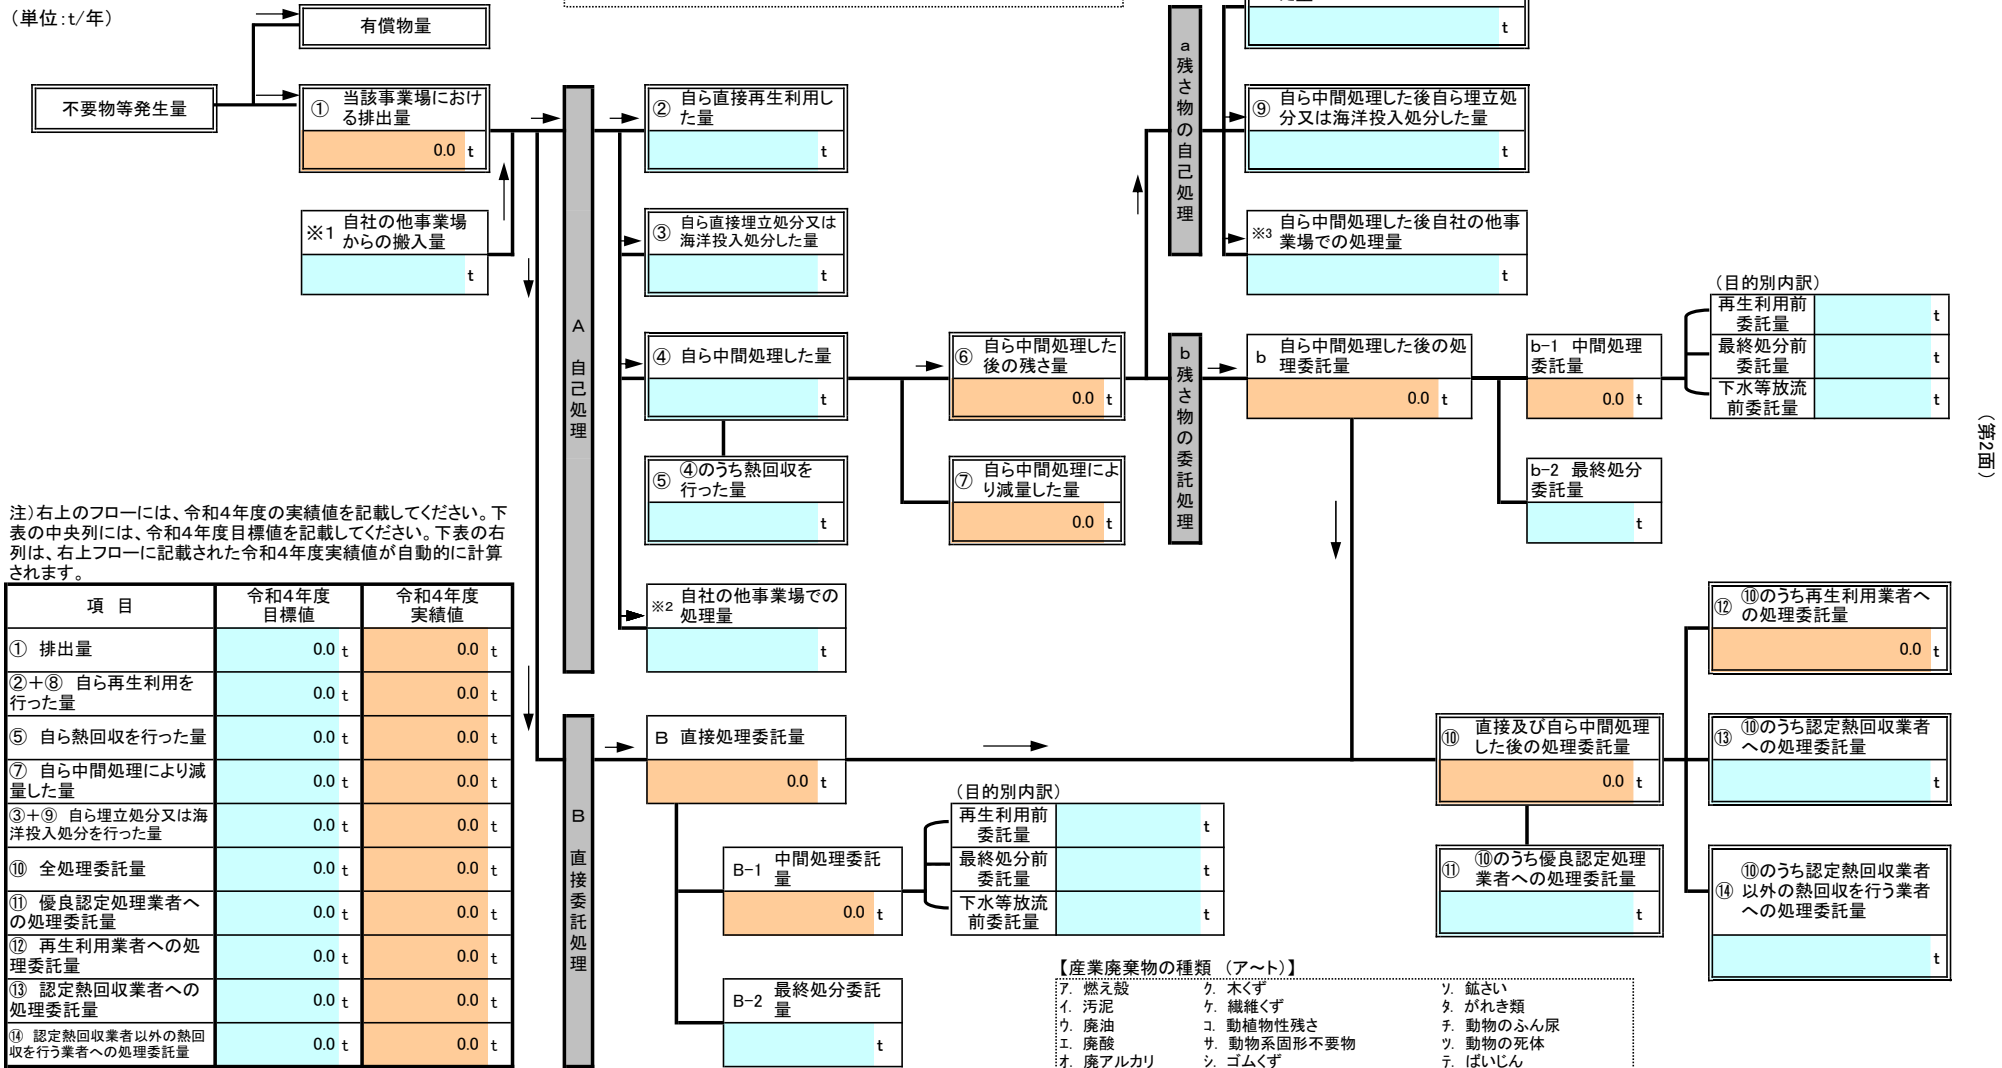 （単位：t/年）
有償物量
不要物等発生量
① 当該事業場におけ
る排出量
0.0 t
※1 自社の他事業場
からの搬入量
t
A 自己処理
② 自ら直接再生利用し
た量
t
③ 自ら直接埋立処分又は
海洋投入処分した量
t
④ 自ら中間処理した量
t
⑤ ④のうち熱回収を
行った量
t
※2 自社の他事業場での
処理量
t
⑥ 自ら中間処理した
後の残さ量
0.0 t
⑦ 自ら中間処理によ
り減量した量
0.0 t
a 残さ物の自己処理
t
⑨ 自ら中間処理した後自ら埋立処
分又は海洋投入処分した量
t
※3 自ら中間処理した後自社の他事
業場での処理量
t
b 残さ物の委託処理
b 自ら中間処理した後の処
理委託量
0.0 t
b-1 中間処理
委託量
0.0 t
b-2 最終処分
委託量
t
（目的別内訳）
再生利用前
委託量
t
最終処分前
委託量
t
下水等放流
前委託量
t
（第2面）
注）右上のフローには、令和4年度の実績値を記載してください。下
表の中央列には、令和4年度目標値を記載してください。下表の右
列は、右上フローに記載された令和4年度実績値が自動的に計算
されます。
項 目 令和4年度 令和4年度
目標値 実績値
① 排出量 0.0 t 0.0 t
②＋⑧ 自ら再生利用を
行った量 0.0 t 0.0 t
⑤ 自ら熱回収を行った量 0.0 t 0.0 t
⑦ 自ら中間処理により減
量した量 0.0 t 0.0 t
③＋⑨ 自ら埋立処分又は海
洋投入処分を行った量 0.0 t 0.0 t
⑩ 全処理委託量 0.0 t 0.0 t
⑪ 優良認定処理業者へ
の処理委託量 0.0 t 0.0 t
⑫ 再生利用業者への処
理委託量 0.0 t 0.0 t
⑬ 認定熱回収業者への
処理委託量 0.0 t 0.0 t
⑭ 認定熱回収業者以外の熱回
収を行う業者への処理委託量 0.0 t 0.0 t
B 直接委託処理
B 直接処理委託量
0.0 t
B-1 中間処理委託
量
0.0 t
B-2 最終処分委託
量
t
（目的別内訳）
再生利用前
委託量
t
最終処分前
委託量
t
下水等放流
前委託量
t
⑩ 直接及び自ら中間処理
した後の処理委託量
0.0 t
⑪ ⑩のうち優良認定処理
業者への処理委託量
t
⑫ ⑩のうち再生利用業者へ
の処理委託量
0.0 t
⑬ ⑩のうち認定熱回収業者
への処理委託量
t
⑭ ⑩のうち認定熱回収業者
以外の熱回収を行う業者
への処理委託量
t
【産業廃棄物の種類 （ア～ト）】
ア. 燃え殻 ク. 木くず ソ. 鉱さい
イ. 汚泥 ケ. 繊維くず タ. がれき類
ウ. 廃油 コ. 動植物性残さ チ. 動物のふん尿
エ. 廃酸 サ. 動物系固形不要物 ツ. 動物の死体
オ. 廃アルカリ シ. ゴムくず テ. ばいじん